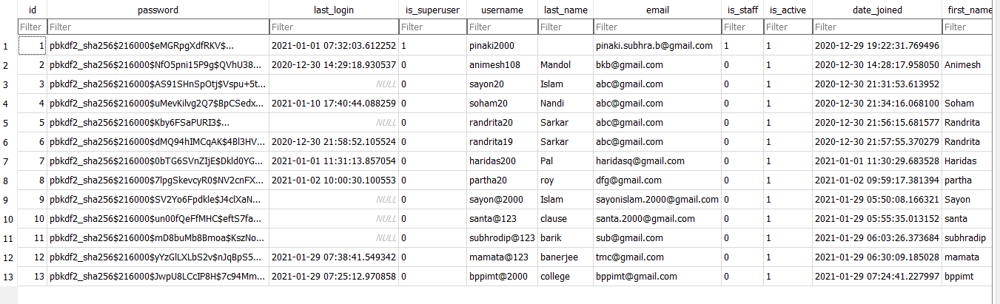 id password last_login is_superuser username last_name email is_staff is_active date_joined first_name
Filter Filter Filter Filter Filter Filter Filter Filter Filter Filter Filter
1 1 pbkdf2_sha256$216000$eMGRpgXdfRKV$... 2021-01-01 07:32:03.612252 1 pinaki2000 pinaki.subhra.b@gmail.com 1 1 2020-12-29 19:22:31.769496
2 2 pbkdf2_sha256$216000$NfO5pni15P9g$QVhU38... 2020-12-30 14:29:18.930537 0 animesh108 Mandol bkb@gmail.com 0 1 2020-12-30 14:28:17.958050 Animesh
3 3 pbkdf2_sha256$216000$AS91SHnSpOtj$Vspu+5t... NULL 0 sayon20 Islam abc@gmail.com 0 1 2020-12-30 21:31:53.613952
4 4 pbkdf2_sha256$216000$uMevKilvg2Q7$BpCSedx... 2021-01-10 17:40:44.088259 0 soham20 Nandi abc@gmail.com 0 1 2020-12-30 21:34:16.068100 Soham
5 5 pbkdf2_sha256$216000$Kby6FSaPURI3$... NULL 0 randrita20 Sarkar abc@gmail.com 0 1 2020-12-30 21:56:15.681577 Randrita
6 6 pbkdf2_sha256$216000$dMQ94hIMCqAK$4Bl3HV... 2020-12-30 21:58:52.105524 0 randrita19 Sarkar abc@gmail.com 0 1 2020-12-30 21:57:55.370279 Randrita
7 7 pbkdf2_sha256$216000$0bTG6SVnZIjE$Dkld0YG... 2021-01-01 11:31:13.857054 0 haridas200 Pal haridasq@gmail.com 0 1 2021-01-01 11:30:29.683528 Haridas
8 8 pbkdf2_sha256$216000$7lpgSkevcyR0$NV2cnFX... 2021-01-02 10:00:30.100553 0 partha20 roy dfg@gmail.com 0 1 2021-01-02 09:59:17.381394 partha
9 9 pbkdf2_sha256$216000$SV2Yo6Fpdkle$J4clXaN... NULL 0 sayon@2000 Islam sayonislam.2000@gmail.com 0 1 2021-01-29 05:50:08.166321 Sayon
10 10 pbkdf2_sha256$216000$un00fQeFfMHC$eftS7fa... NULL 0 santa@123 clause santa.2000@gmail.com 0 1 2021-01-29 05:55:35.013152 santa
11 11 pbkdf2_sha256$216000$mD8buMb8Bmoa$KszNo... NULL 0 subhrodip@123 barik sub@gmail.com 0 1 2021-01-29 06:03:26.373684 subhradip
12 12 pbkdf2_sha256$216000$yYzGlLXLbS2v$nJqBpS5... 2021-01-29 07:38:41.549342 0 mamata@123 banerjee tmc@gmail.com 0 1 2021-01-29 06:30:09.185028 mamata
13 13 pbkdf2_sha256$216000$JwpU8LCcIP8H$7c94Mm... 2021-01-29 07:25:12.970858 0 bppimt@2000 college bppimt@gmail.com 0 1 2021-01-29 07:24:41.227997 bppimt